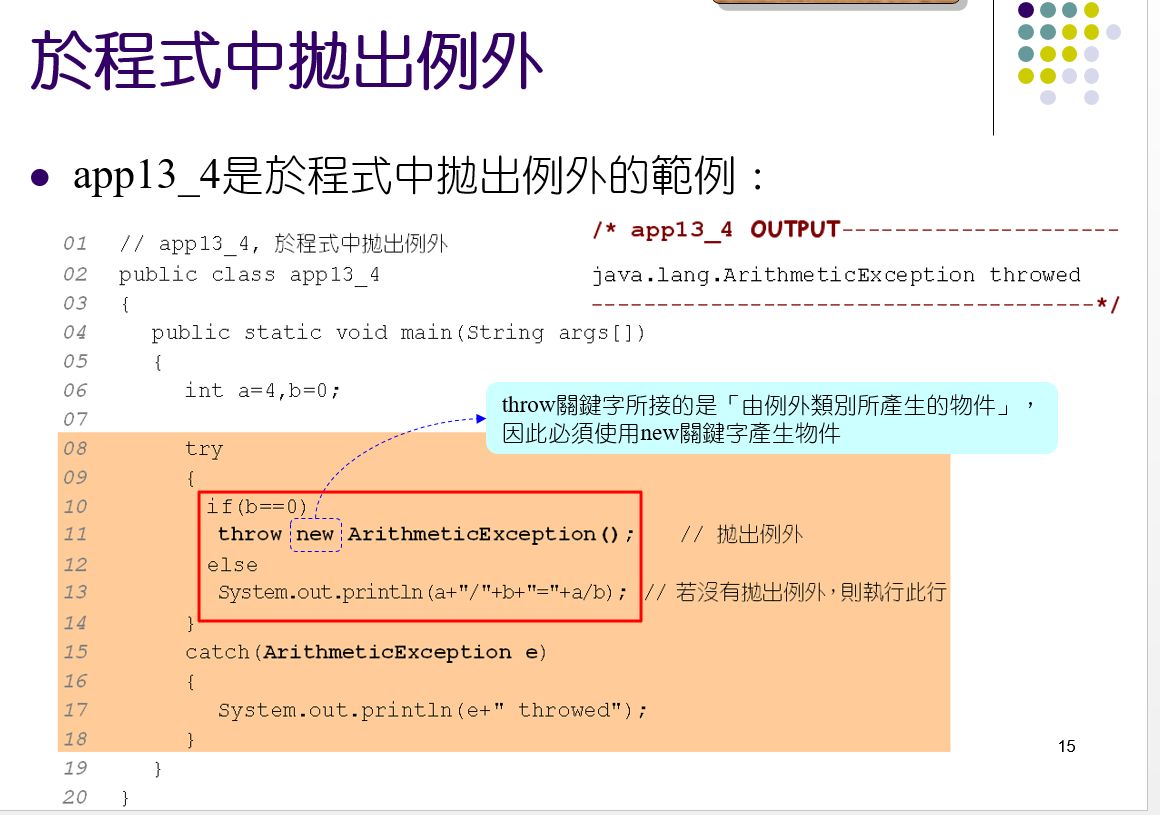 於程式中拋出例外
app13_4是於程式中拋出例外的範例：
01 // app13_4, 於程式中拋出例外
02 public class app13_4
03 {
04 public static void main(String args[])
05 {
06 int a=4,b=0;
07
08 try
09 {
10 if(b==0)
11 throw new ArithmeticException(); // 拋出例外
12 else
13 System.out.println(a+"/"+b+"="+a/b); // 若沒有拋出例外，則執行此行
14 }
15 catch(ArithmeticException e)
16 {
17 System.out.println(e+" throwed");
18 }
19 }
20 }
/* app13_4 OUTPUT---------------------
java.lang.ArithmeticException throwed
--------------------------------------*/
throw關鍵字所接的是「由例外類別所產生的物件」，
因此必須使用new關鍵字產生物件
15